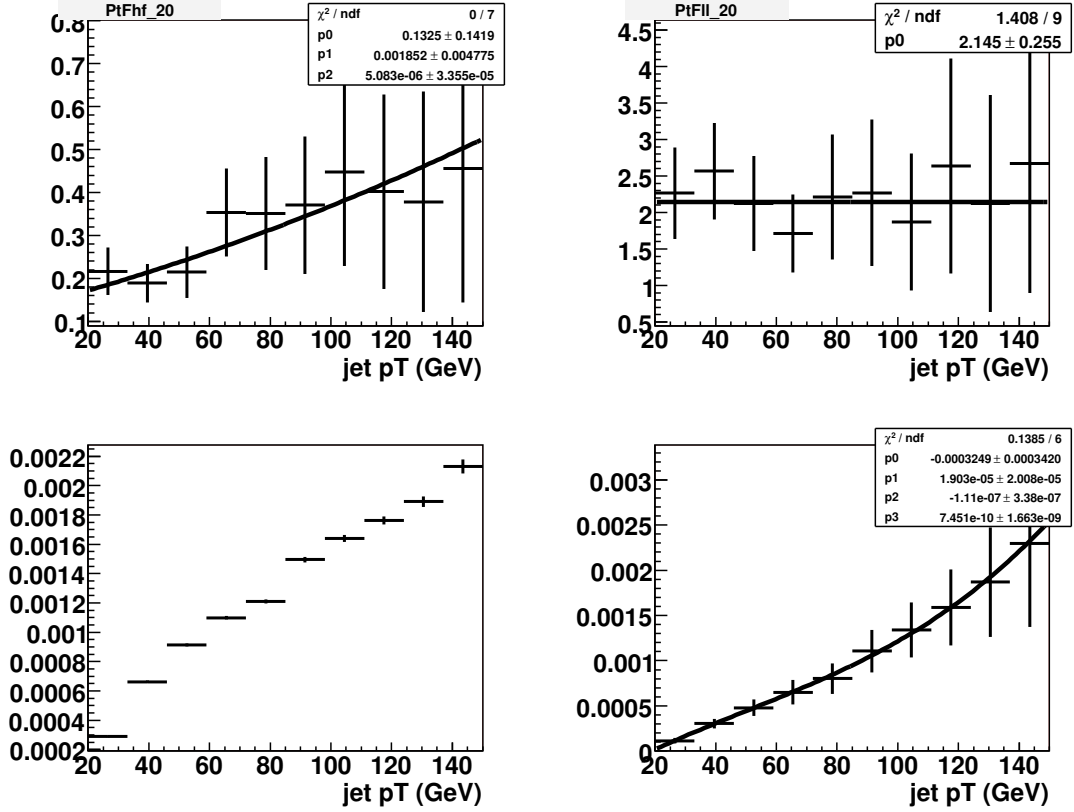 PtFhf_20
χ² / ndf 0 / 7
p0 0.1325 ± 0.1419
p1 0.001852 ± 0.004775
p2 5.083e-06 ± 3.355e-05
0.8
0.7
0.6
0.5
0.4
0.3
0.2
0.1
20 40 60 80 100 120 140
jet pT (GeV)
PtFll_20
χ² / ndf 1.408 / 9
p0 2.145 ± 0.255
4.5
4
3.5
3
2.5
2
1.5
1
0.5
20 40 60 80 100 120 140
jet pT (GeV)
0.0022
0.002
0.0018
0.0016
0.0014
0.0012
0.001
0.0008
0.0006
0.0004
0.0002
20 40 60 80 100 120 140
jet pT (GeV)
χ² / ndf 0.1385 / 6
p0 -0.0003249 ± 0.0003420
p1 1.903e-05 ± 2.008e-05
p2 -1.11e-07 ± 3.38e-07
p3 7.451e-10 ± 1.663e-09
0.003
0.0025
0.002
0.0015
0.001
0.0005
0
20 40 60 80 100 120 140
jet pT (GeV)